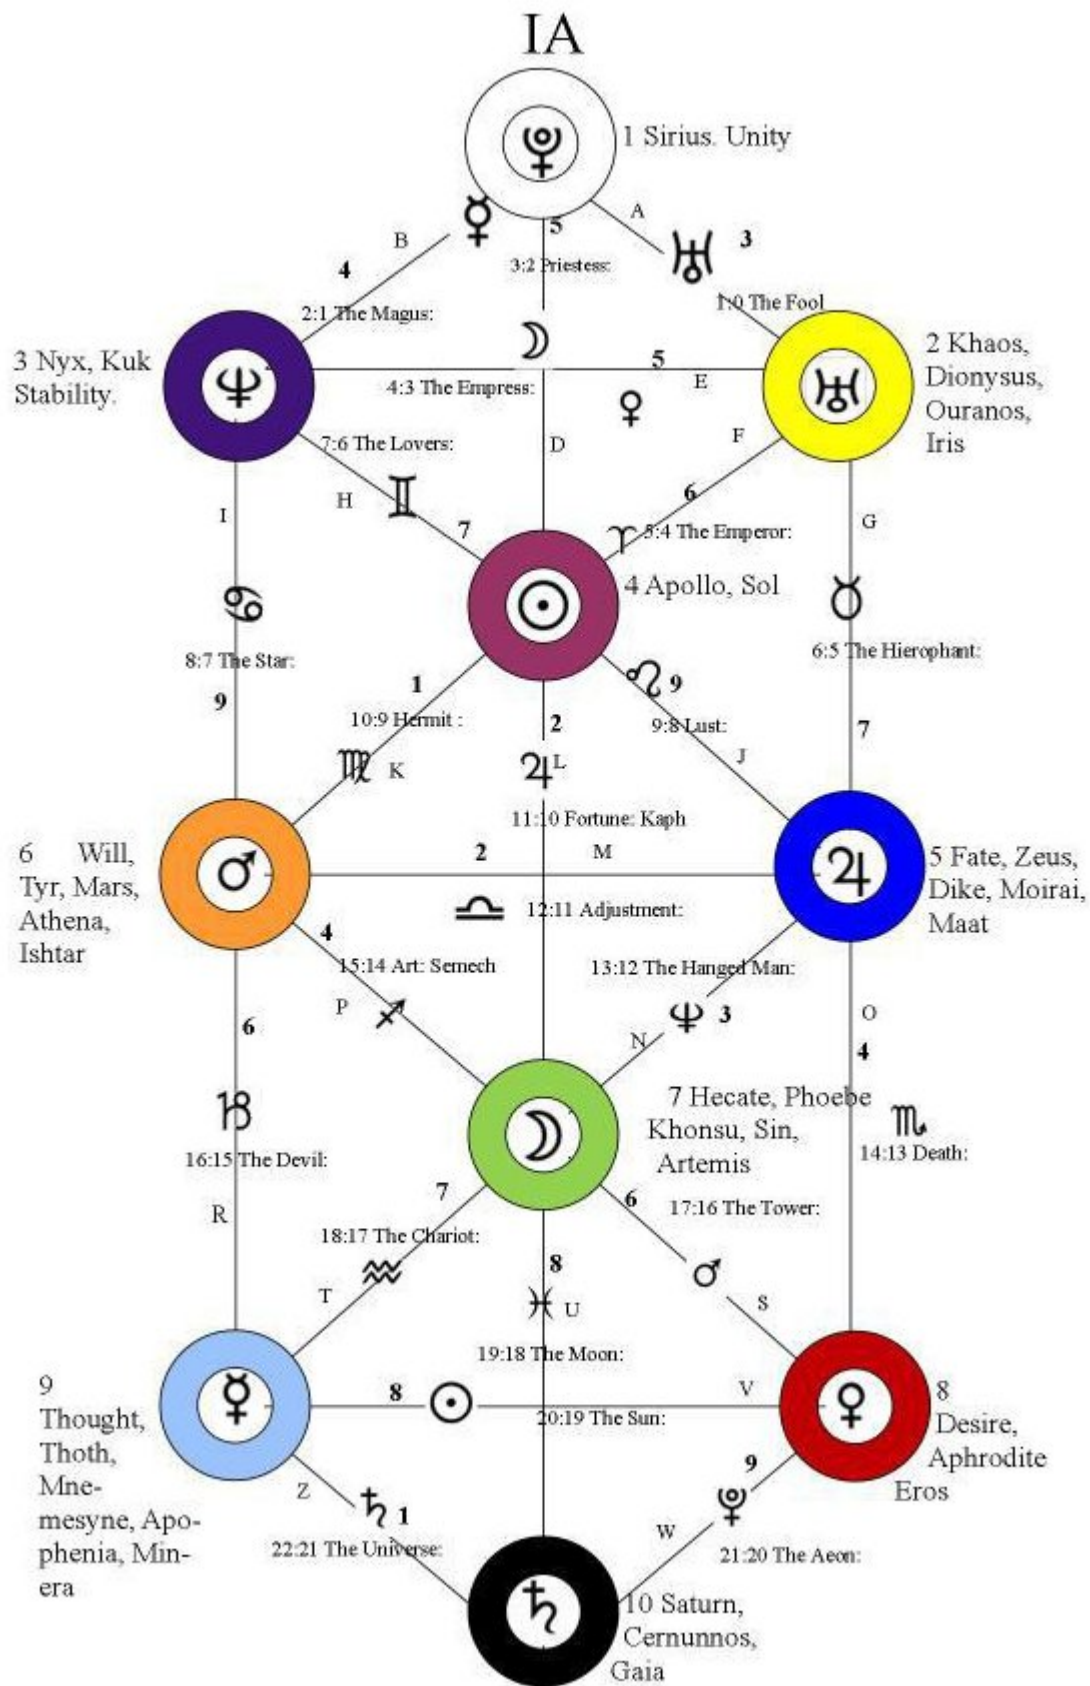 IA
1 Sirius. Unity
A
B
5
3
4
3:2 Priestess:
1:0 The Fool
2:1 The Magus:
3 Nyx, Kuk
Stability.
2 Khaos,
Dionysus,
Ouranos,
Iris
5
E
4:3 The Empress:
7:6 The Lovers:
D
F
H
6
I
7
G
5:4 The Emperor:
4 Apollo, Sol
8:7 The Star:
6:5 The Hierophant:
9
1
9
10:9 Hermit :
2
9:8 Lust:
7
K
L
J
11:10 Fortune: Kaph
6 Will,
Tyr, Mars,
Athena,
Ishtar
2
M
5 Fate, Zeus,
Dike, Moirai,
Maat
12:11 Adjustment:
4
15:14 Art: Semech
13:12 The Hanged Man:
P
3
O
6
N
4
7 Hecate, Phoebe
Khonsu, Sin,
Artemis
16:15 The Devil:
14:13 Death:
7
6
R
17:16 The Tower:
18:17 The Chariot:
8
T
U
S
19:18 The Moon:
9
Thought,
Thoth,
Mne-
mesyne, Apo-
phenia, Min-
era
8
V
20:19 The Sun:
8
Desire,
Aphrodite
Eros
Z
9
1
W
22:21 The Universe:
21:20 The Aeon:
10 Saturn,
Cernunnos,
Gaia